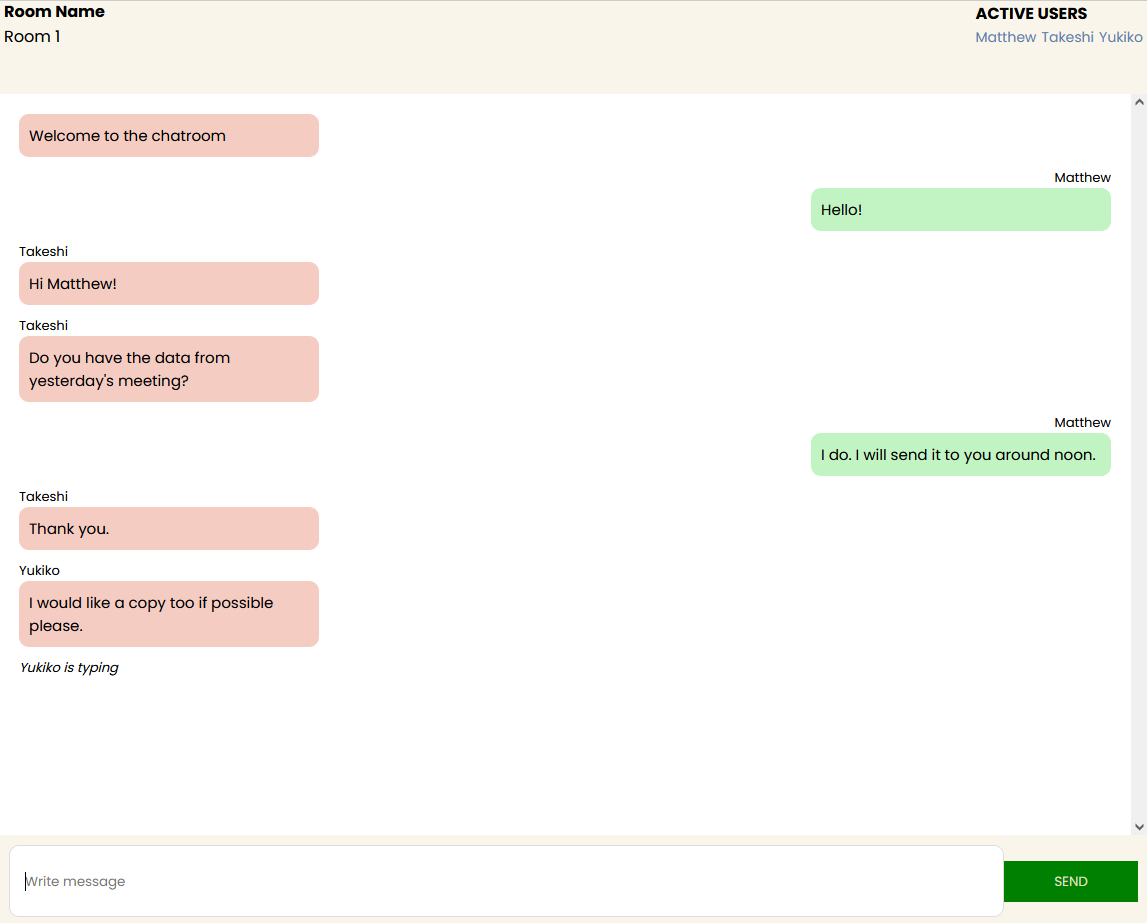 Room Name
Room 1
ACTIVE USERS
Matthew Takeshi Yukiko
Welcome to the chatroom
Matthew
Hello!
Takeshi
Hi Matthew!
Takeshi
Do you have the data from
yesterday's meeting?
Matthew
I do. I will send it to you around noon.
Takeshi
Thank you.
Yukiko
I would like a copy too if possible
please.
Yukiko is typing
Write message
SEND